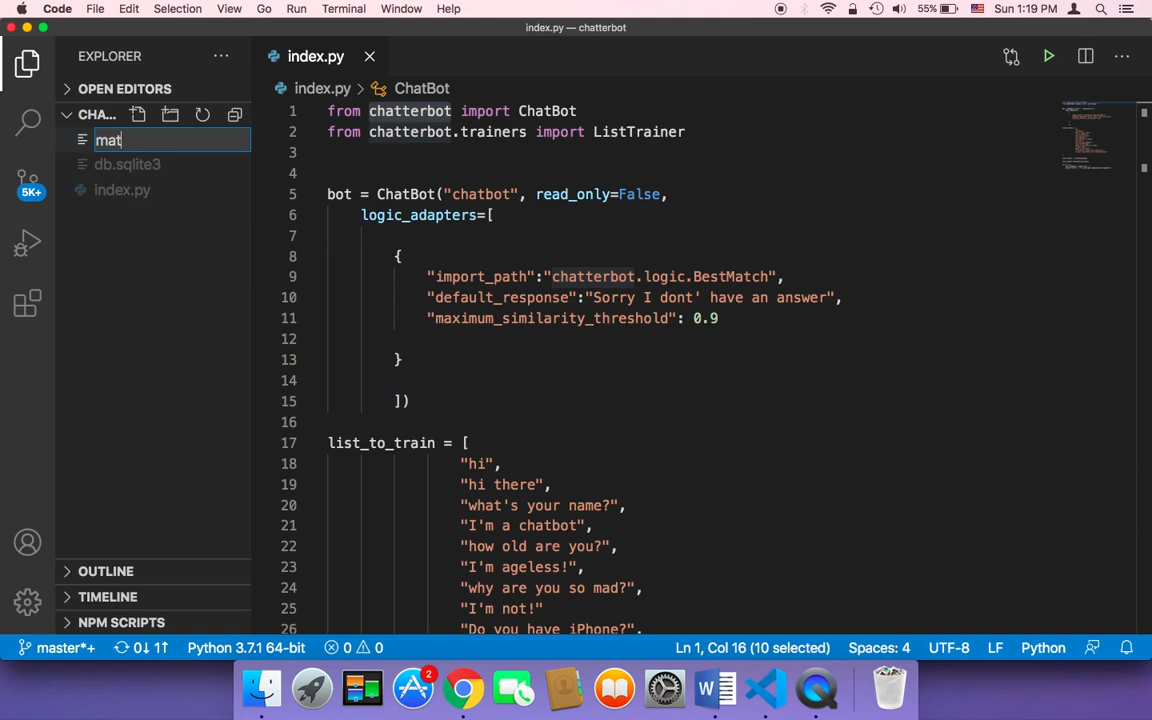 Code File Edit Selection View Go Run Terminal Window Help 55% Sun 1:19 PM
index.py — chatterbot
EXPLORER
index.py
OPEN EDITORS
index.py > ChatBot
CHA...
mat
db.sqlite3
index.py
5K+
1 from chatterbot import ChatBot
2 from chatterbot.trainers import ListTrainer
3
4
5 bot = ChatBot("chatbot", read_only=False,
6 logic_adapters=[
7
8 {
9 "import_path":"chatterbot.logic.BestMatch",
10 "default_response":"Sorry I dont' have an answer",
11 "maximum_similarity_threshold": 0.9
12
13 }
14
15 ])
16
17 list_to_train = [
18 "hi",
19 "hi there",
20 "what's your name?",
21 "I'm a chatbot",
22 "how old are you?",
23 "I'm ageless!",
24 "why are you so mad?",
25 "I'm not!"
26 "Do you have iPhone?",
OUTLINE
TIMELINE
NPM SCRIPTS
master*+ 0↓ 1↑ Python 3.7.1 64-bit 0 0 Ln 1, Col 16 (10 selected) Spaces: 4 UTF-8 LF Python
2